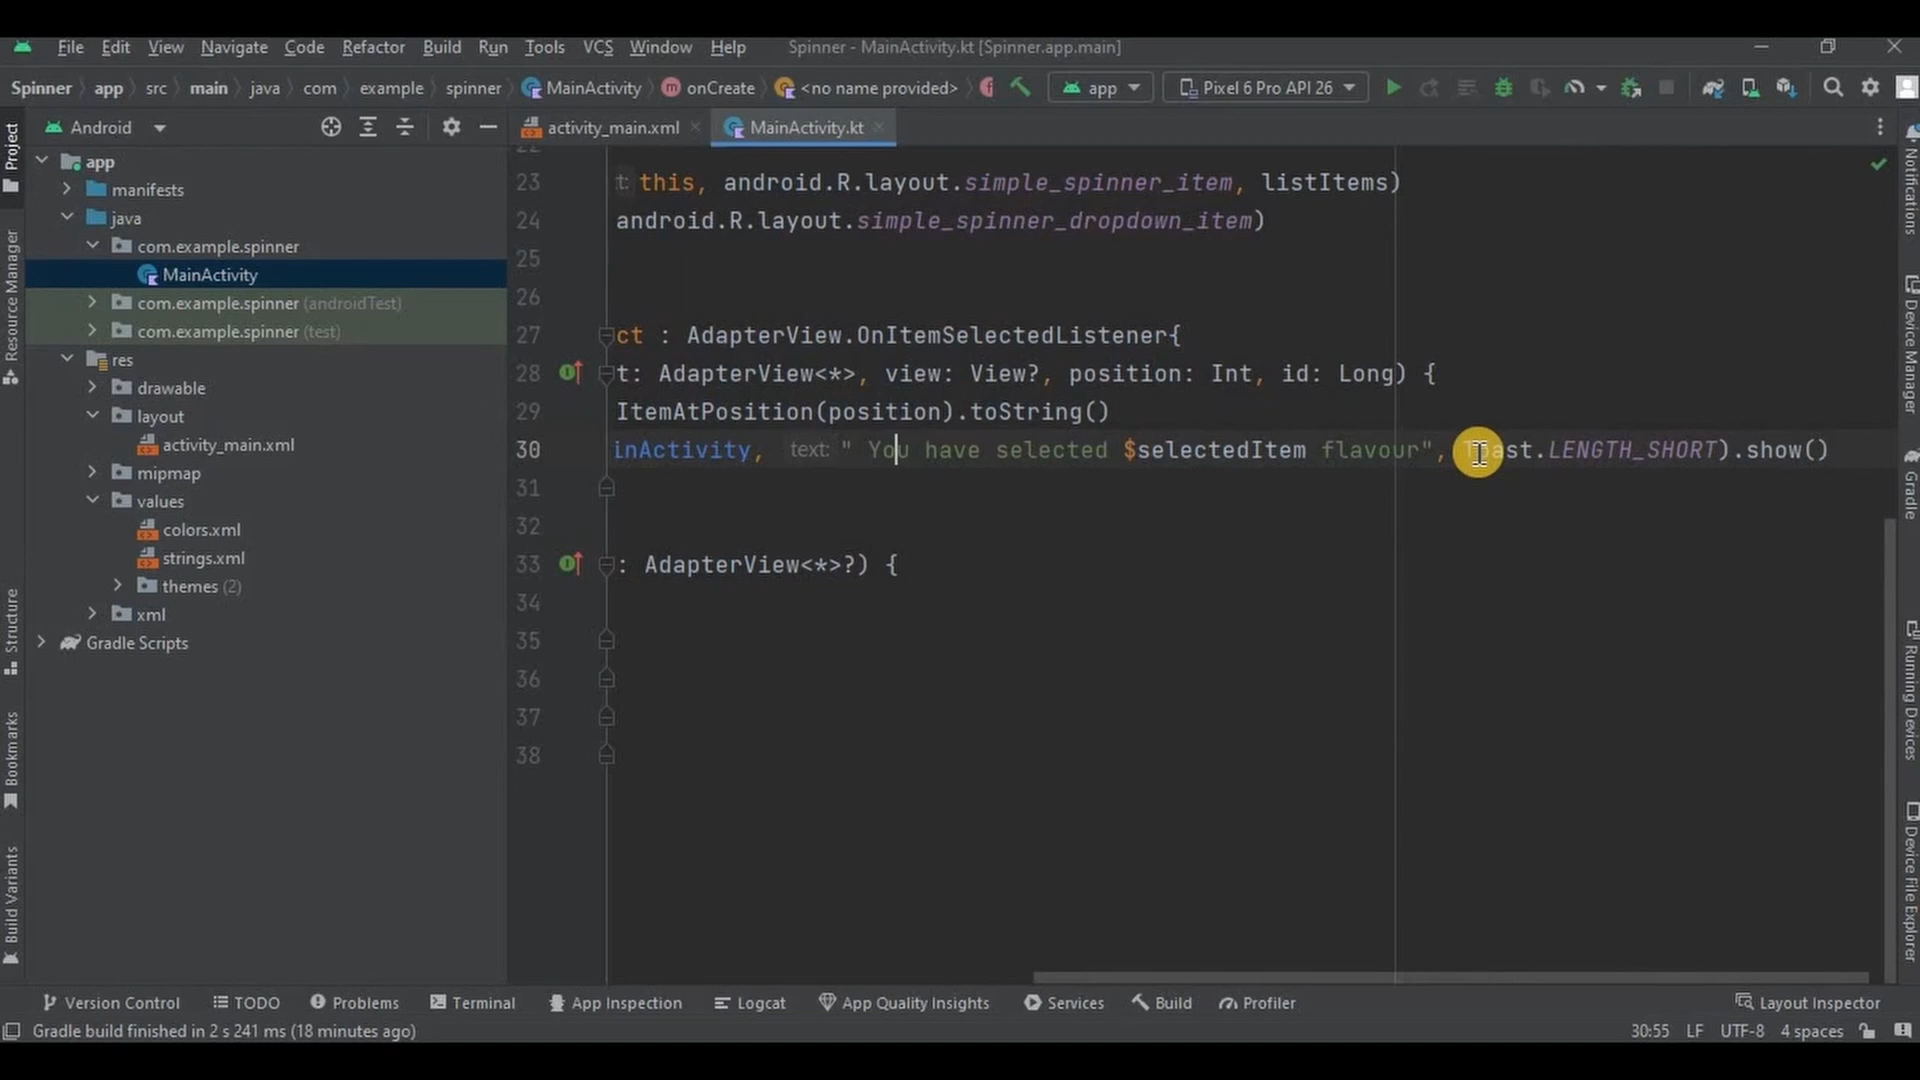 File Edit View Navigate Code Refactor Build Run Tools VCS Window Help Spinner - MainActivity.kt [Spinner.app.main]
Spinner app src main java com example spinner MainActivity onCreate <no name provided> app Pixel 6 Pro API 26
Project
Resource Manager
Structure
Bookmarks
Build Variants
Android
app
manifests
java
com.example.spinner
MainActivity
com.example.spinner (androidTest)
com.example.spinner (test)
res
drawable
layout
activity_main.xml
mipmap
values
colors.xml
strings.xml
themes (2)
xml
Gradle Scripts
activity_main.xml MainActivity.kt
23 t: this, android.R.layout.simple_spinner_item, listItems)
24 android.R.layout.simple_spinner_dropdown_item)
25
26
27 ct : AdapterView.OnItemSelectedListener{
28 t: AdapterView<*>, view: View?, position: Int, id: Long) {
29 ItemAtPosition(position).toString()
30 inActivity, text: " You have selected $selectedItem flavour", Toast.LENGTH_SHORT).show()
31
32
33 : AdapterView<*>?) {
34
35
36
37
38
Notifications
Device Manager
Gradle
Running Devices
Device File Explorer
Version Control TODO Problems Terminal App Inspection Logcat App Quality Insights Services Build Profiler Layout Inspector
Gradle build finished in 2 s 241 ms (18 minutes ago) 30:55 LF UTF-8 4 spaces